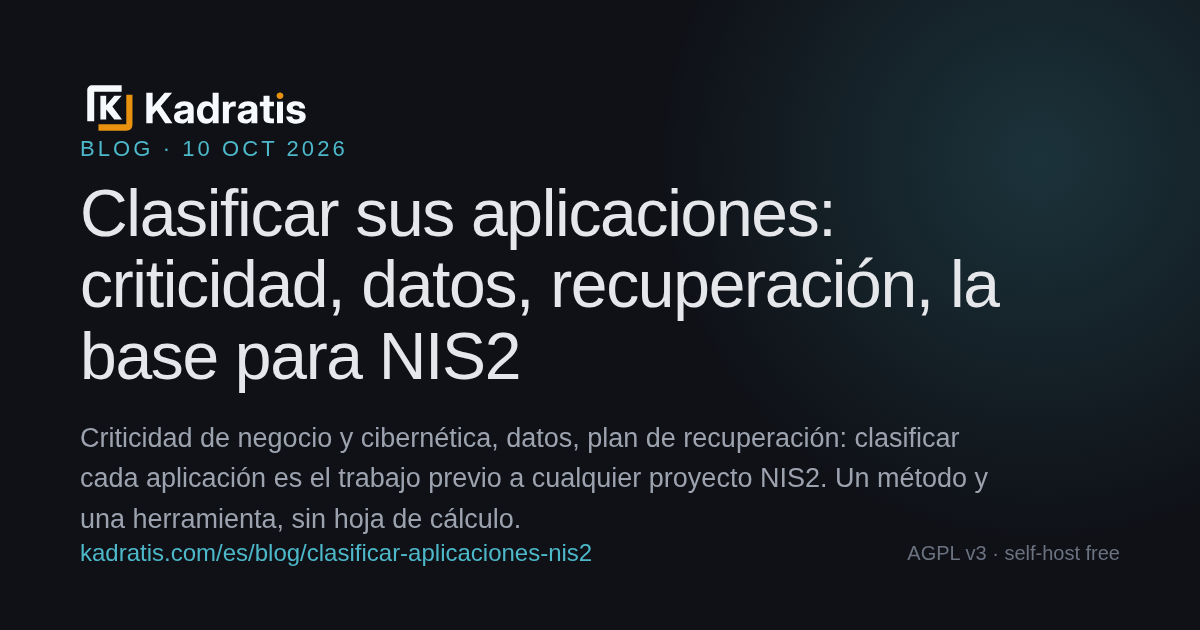 Kadratis
BLOG · 10 OCT 2026
Clasificar sus aplicaciones:
criticidad, datos, recuperación, la
base para NIS2
Criticidad de negocio y cibernética, datos, plan de recuperación: clasificar
cada aplicación es el trabajo previo a cualquier proyecto NIS2. Un método y
una herramienta, sin hoja de cálculo.
kadratis.com/es/blog/clasificar-aplicaciones-nis2
AGPL v3 · self-host free